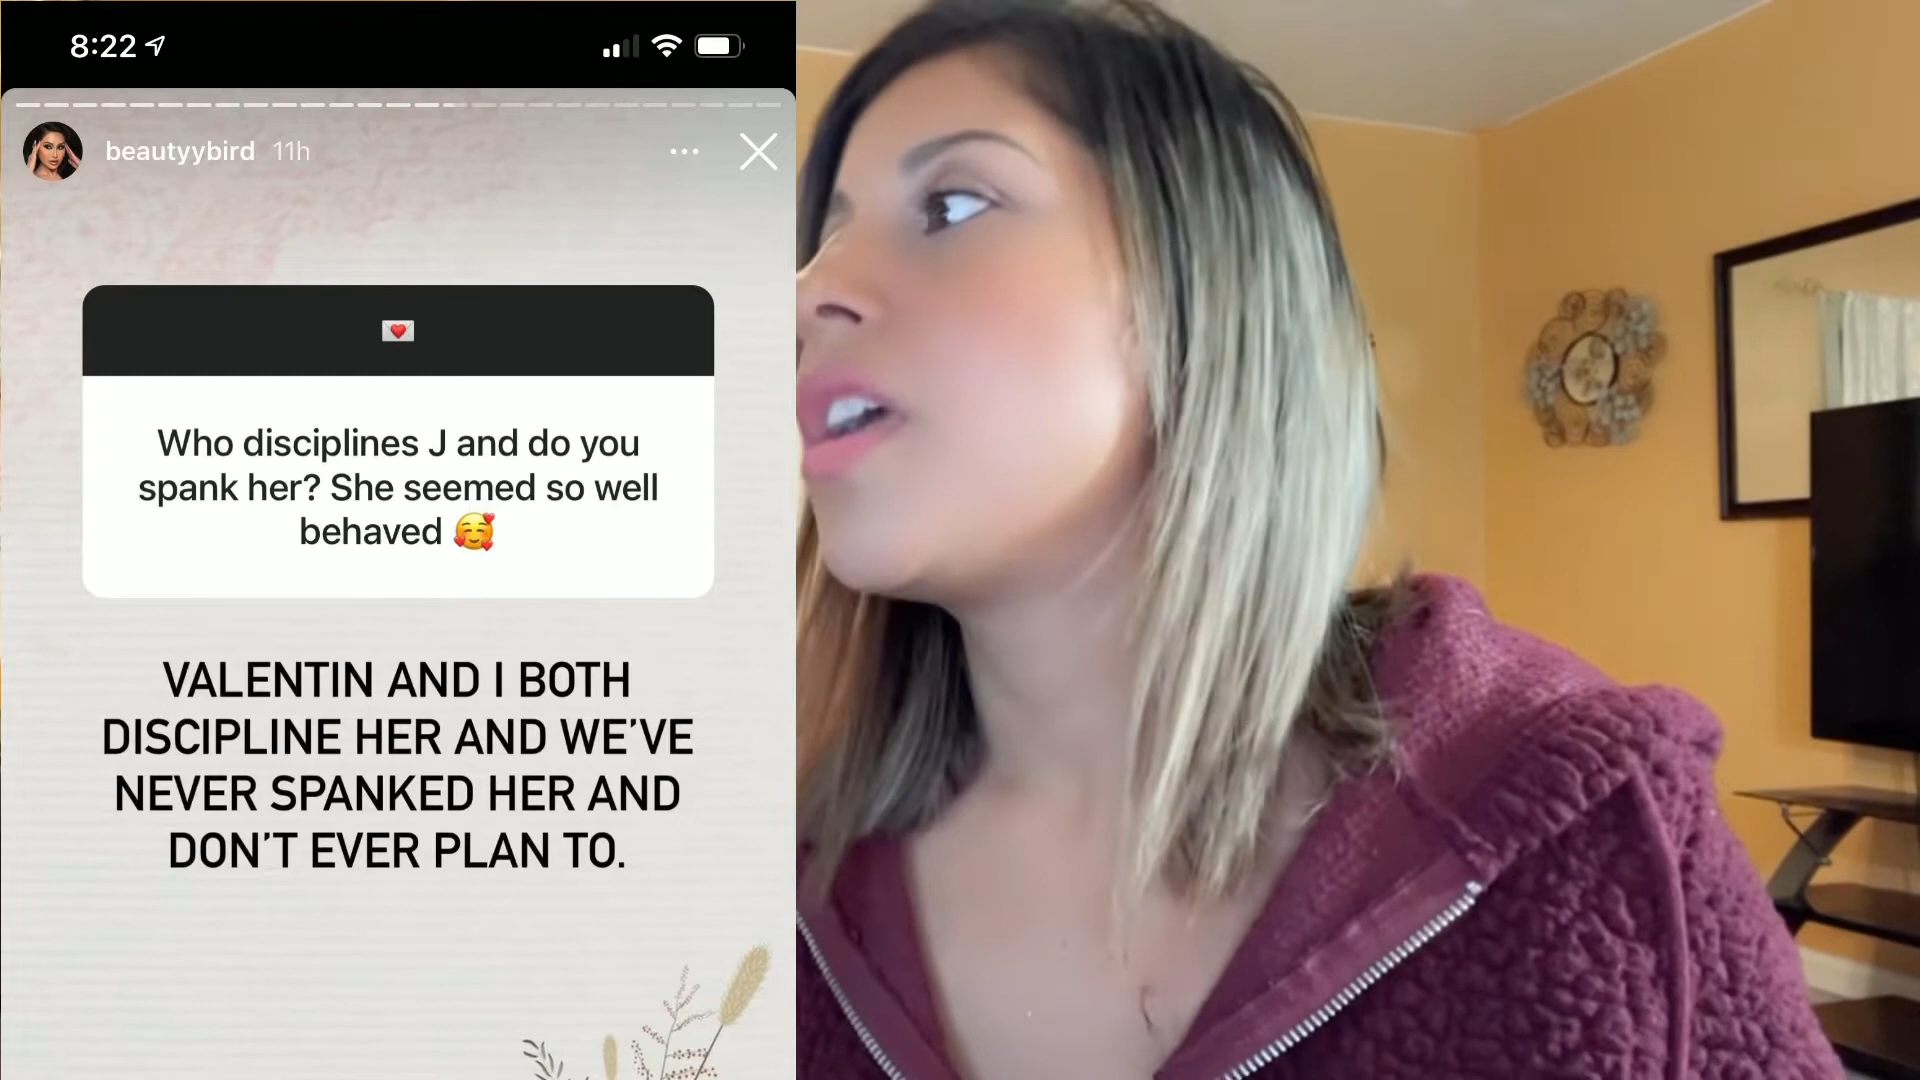 8:22
beautyybird 11h
Who disciplines J and do you
spank her? She seemed so well
behaved 🥰
VALENTIN AND I BOTH
DISCIPLINE HER AND WE'VE
NEVER SPANKED HER AND
DON'T EVER PLAN TO.